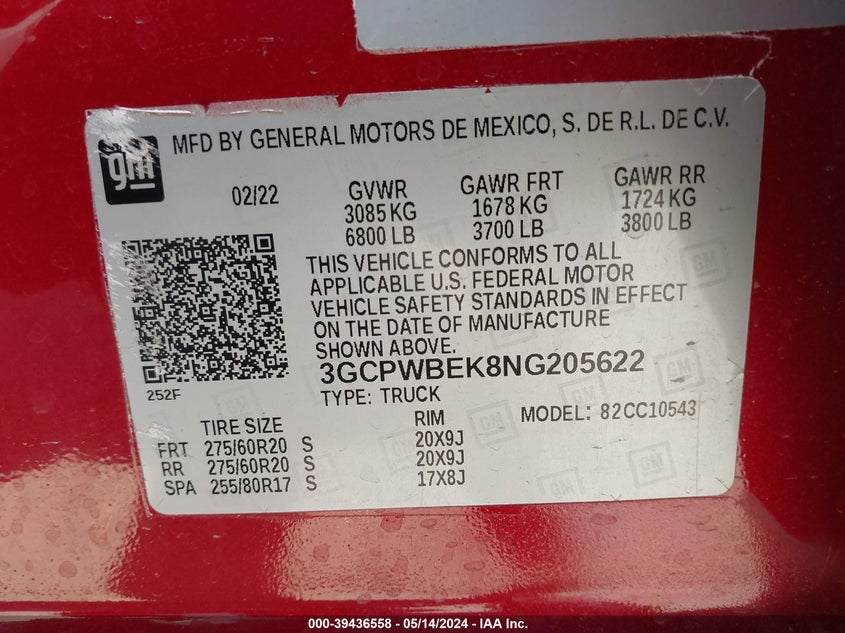 MFD BY GENERAL MOTORS DE MEXICO, S. DE R.L. DE C.V.
gm
02/22 GVWR GAWR FRT GAWR RR
3085 KG 1678 KG 1724 KG
6800 LB 3700 LB 3800 LB
THIS VEHICLE CONFORMS TO ALL
APPLICABLE U.S. FEDERAL MOTOR
VEHICLE SAFETY STANDARDS IN EFFECT
ON THE DATE OF MANUFACTURE
SHOWN ABOVE.
3GCPWBEK8NG205622
252F
TYPE: TRUCK
TIRE SIZE RIM MODEL: 82CC10543
FRT 275/60R20 S 20X9J
RR 275/60R20 S 20X9J
SPA 255/80R17 S 17X8J
000-39436558 - 05/14/2024 - IAA Inc.